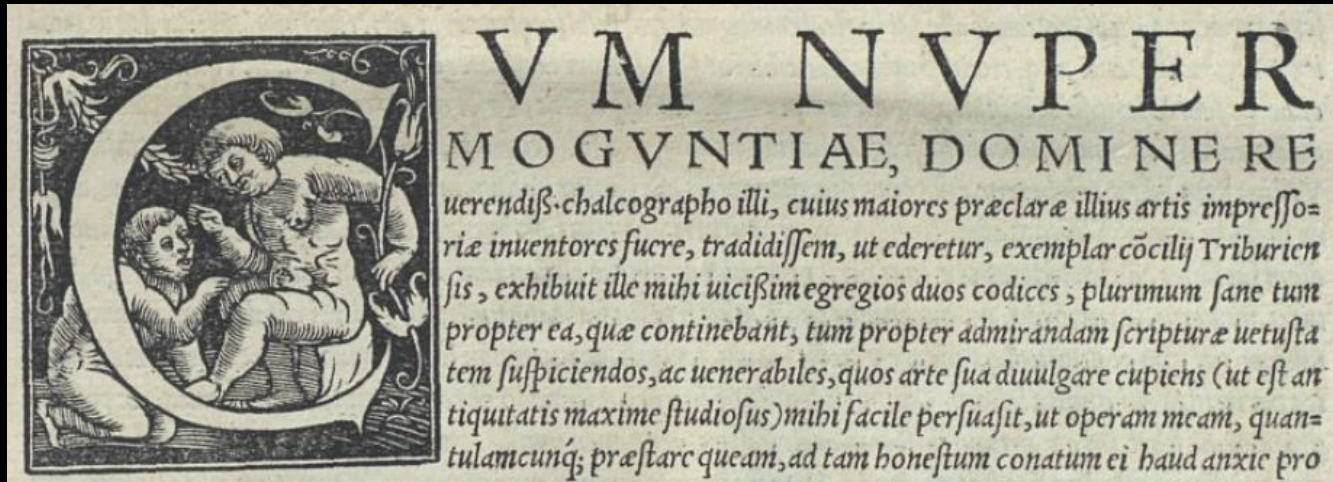 CVM NVPER
MOGVNTIAE, DOMINE RE
uerendiß. chalcographo illi, cuius maiores præclaræ illius artis impreſſo=
riæ inuentores fuere, tradidiſſem, ut ederetur, exemplar cõcilij Triburien
ſis, exhibuit ille mihi uicißim egregios duos codices, plurimum ſane tum
propter ea, quæ continebant, tum propter admirandam ſcripturæ uetuſta
tem ſuſpiciendos, ac uenerabiles, quos arte ſua diuulgare cupiens (ut eſt an
tiquitatis maxime ſtudioſus) mihi facile perſuaſit, ut operam meam, quan=
tulamcunq́; præſtare queam, ad tam honeſtum conatum ei haud anxie pro